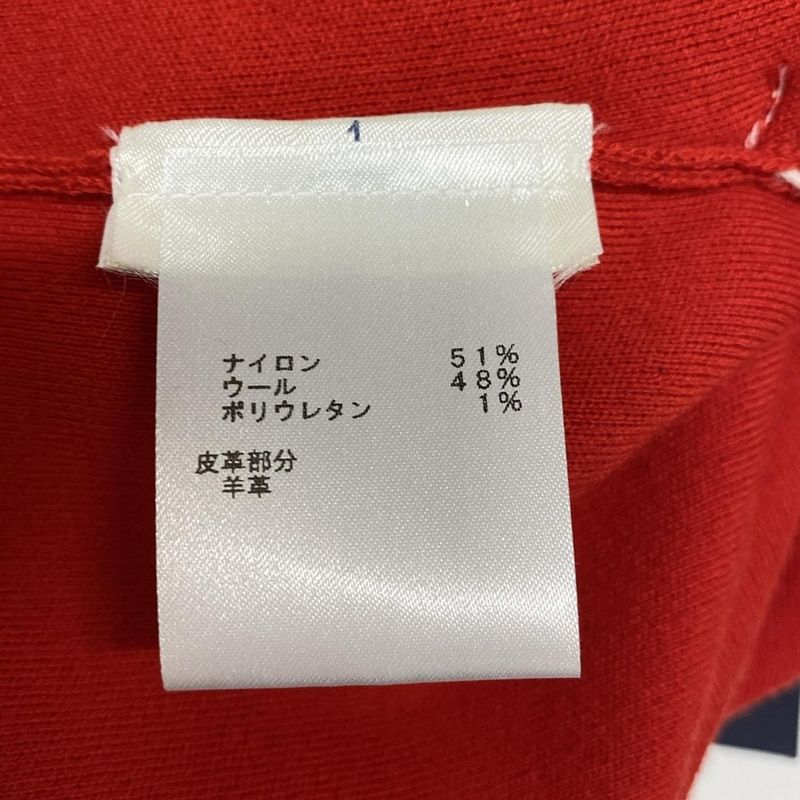 1
ナイロン 51%
ウール 48%
ポリウレタン 1%
皮革部分
羊革